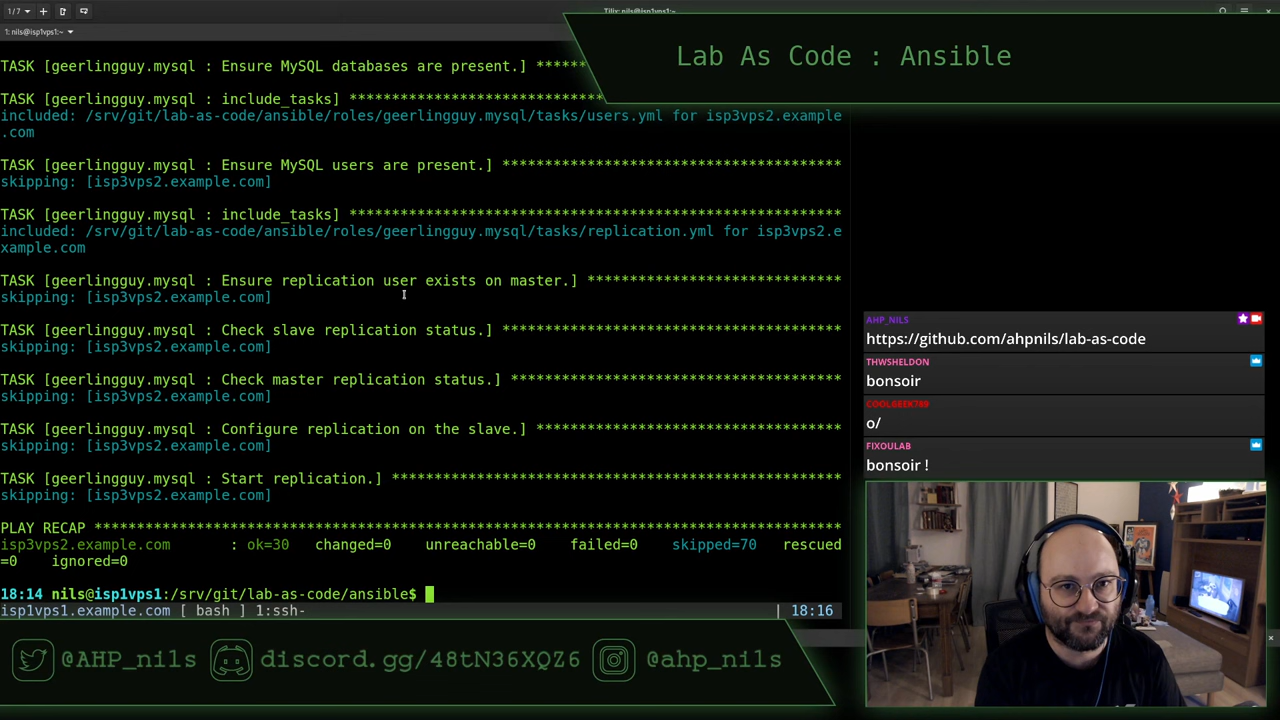 1/7
Tilix: nils@isp1vps1:~
1: nils@isp1vps1:~
Lab As Code : Ansible
TASK [geerlingguy.mysql : Ensure MySQL databases are present.] ******
TASK [geerlingguy.mysql : include_tasks] ******************************
included: /srv/git/lab-as-code/ansible/roles/geerlingguy.mysql/tasks/users.yml for isp3vps2.example
.com
TASK [geerlingguy.mysql : Ensure MySQL users are present.] ****************************************
skipping: [isp3vps2.example.com]
TASK [geerlingguy.mysql : include_tasks] **********************************************************
included: /srv/git/lab-as-code/ansible/roles/geerlingguy.mysql/tasks/replication.yml for isp3vps2.e
xample.com
TASK [geerlingguy.mysql : Ensure replication user exists on master.] ******************************
skipping: [isp3vps2.example.com]
TASK [geerlingguy.mysql : Check slave replication status.] ****************************************
skipping: [isp3vps2.example.com]
TASK [geerlingguy.mysql : Check master replication status.] ***************************************
skipping: [isp3vps2.example.com]
TASK [geerlingguy.mysql : Configure replication on the slave.] ************************************
skipping: [isp3vps2.example.com]
TASK [geerlingguy.mysql : Start replication.] *****************************************************
skipping: [isp3vps2.example.com]
PLAY RECAP ****************************************************************************************
isp3vps2.example.com       : ok=30   changed=0    unreachable=0    failed=0    skipped=70   rescued
=0    ignored=0
18:14 nils@isp1vps1:/srv/git/lab-as-code/ansible$
isp1vps1.example.com [ bash ] 1:ssh- | 18:16
AHP_NILS
https://github.com/ahpnils/lab-as-code
THWSHELDON
bonsoir
COOLGEEK789
o/
FIXOULAB
bonsoir !
@AHP_nils discord.gg/48tN36XQZ6 @ahp_nils